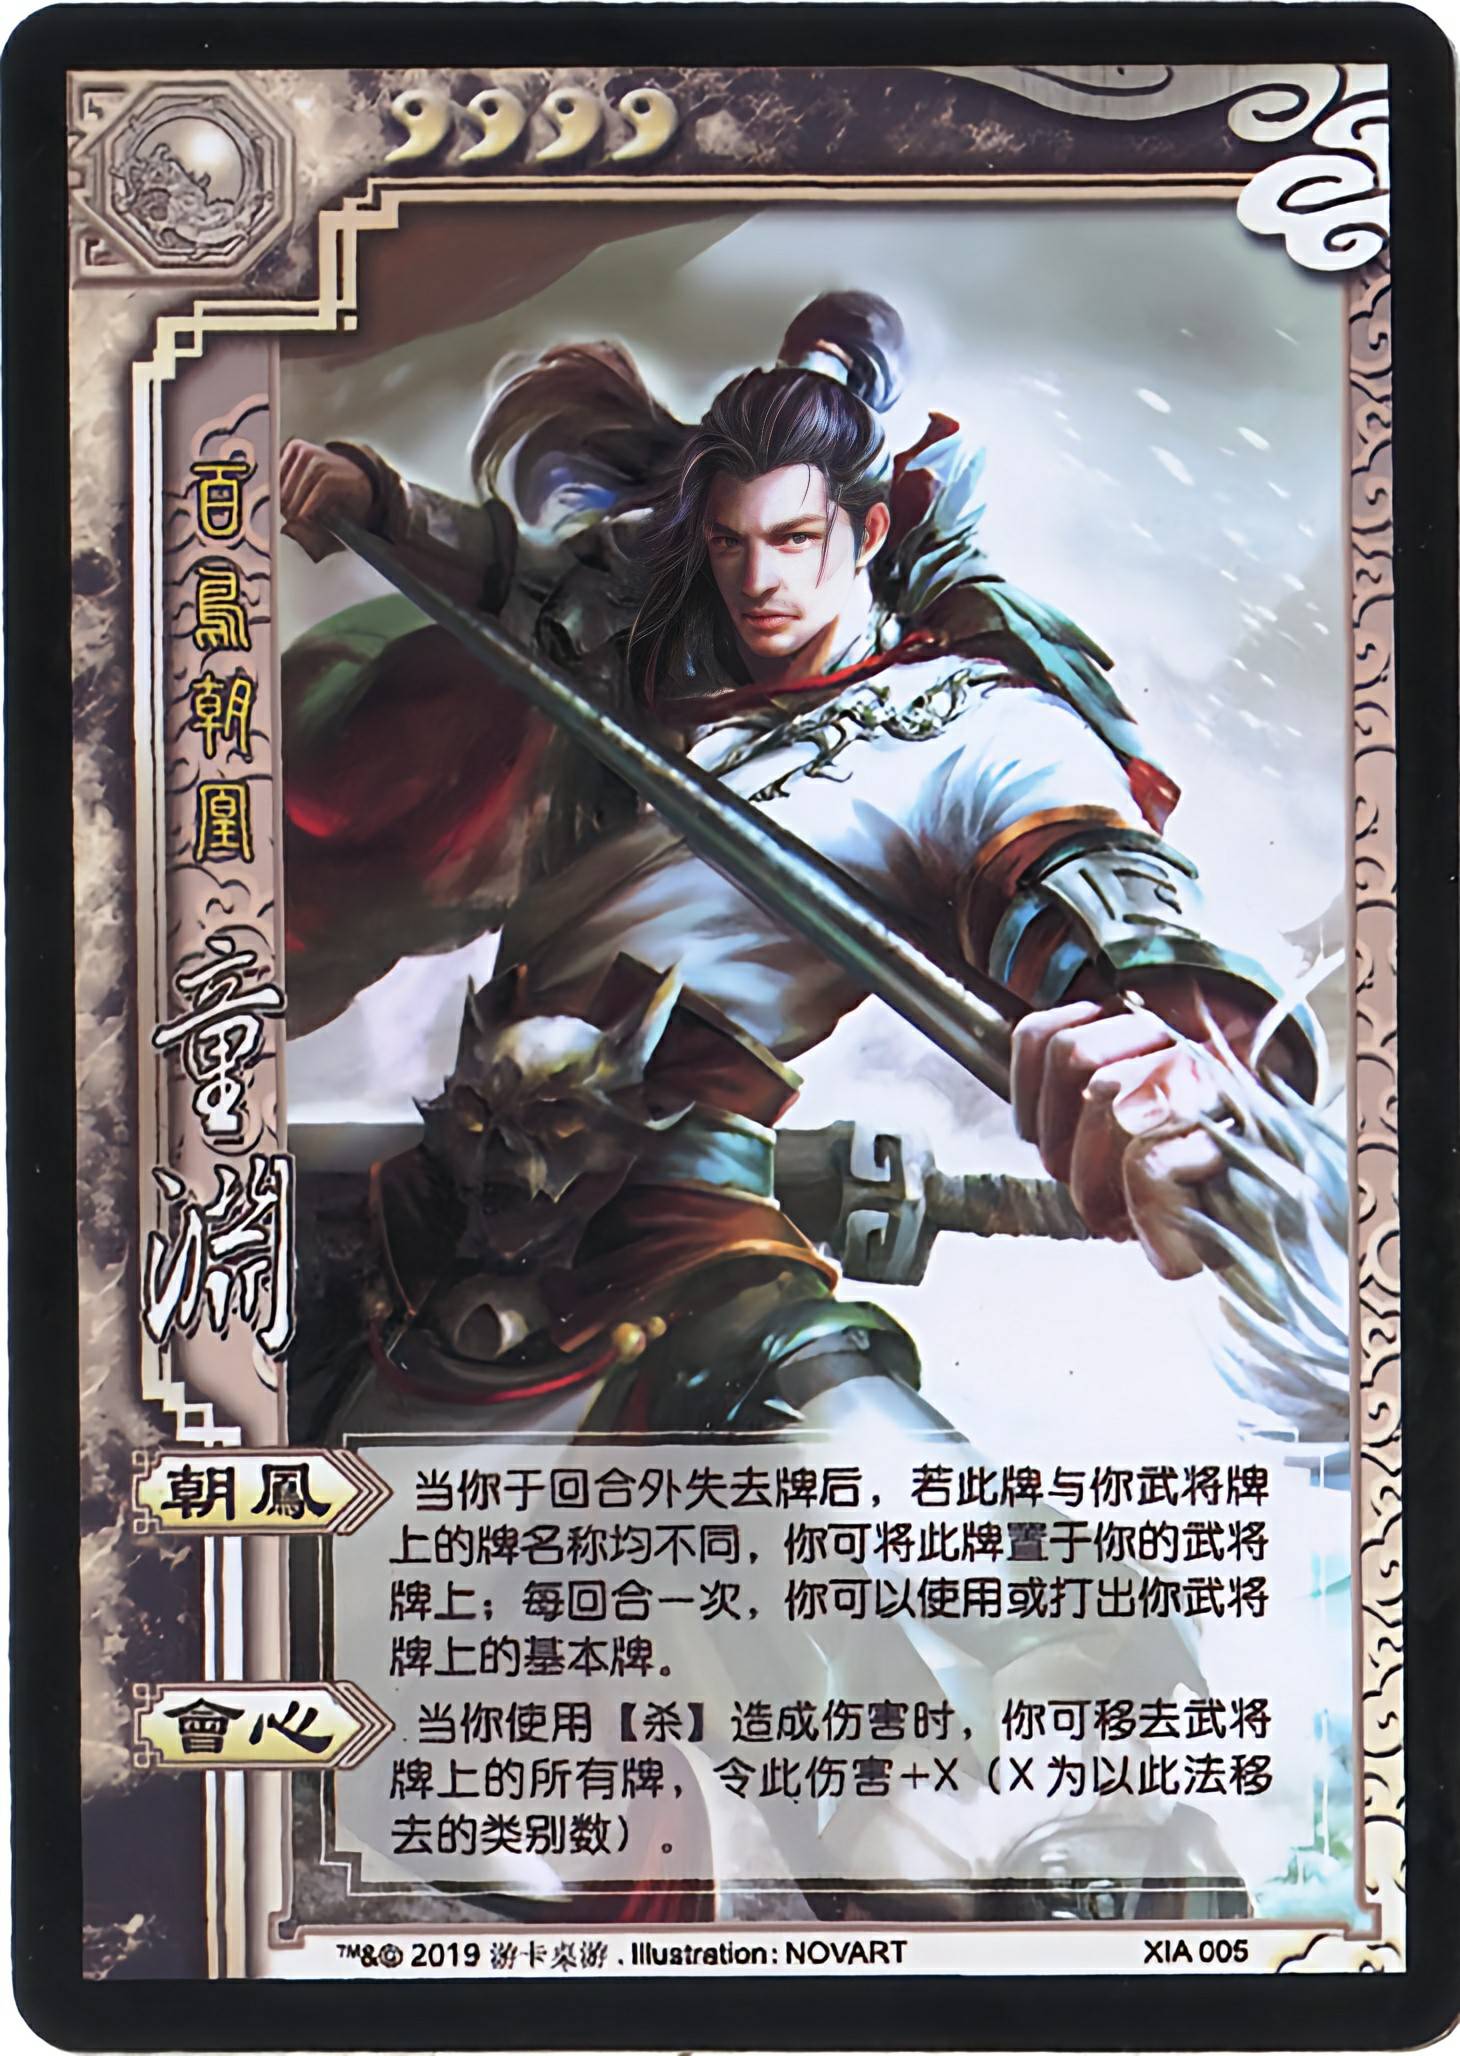 百鳥朝凰
童淵
朝鳳
当你于回合外失去牌后，若此牌与你武将牌
上的牌名称均不同，你可将此牌置于你的武将
牌上；每回合一次，你可以使用或打出你武将
牌上的基本牌。
會心
当你使用【杀】造成伤害时，你可移去武将
牌上的所有牌，令此伤害+X（X为以此法移
去的类别数）。
™&© 2019 游卡桌游 . Illustration: NOVART
XIA 005